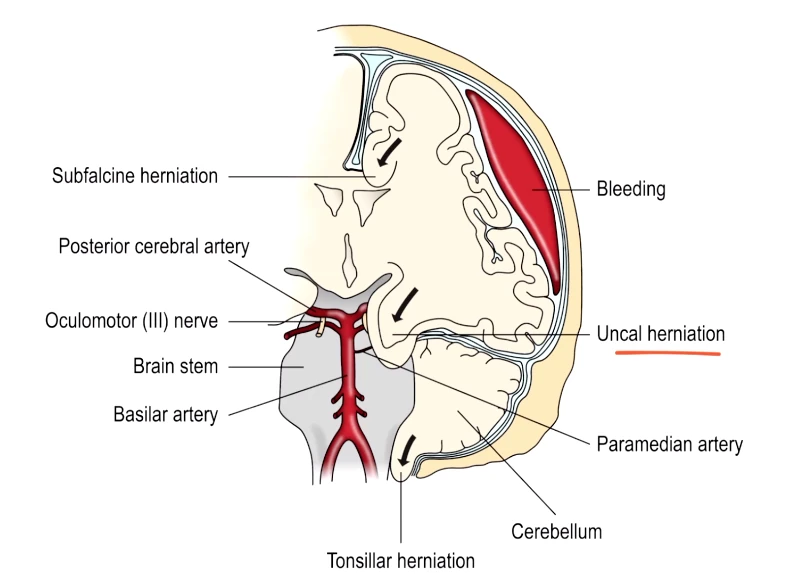 Subfalcine herniation
Bleeding
Posterior cerebral artery
Oculomotor (III) nerve
Uncal herniation
Brain stem
Basilar artery
Paramedian artery
Cerebellum
Tonsillar herniation